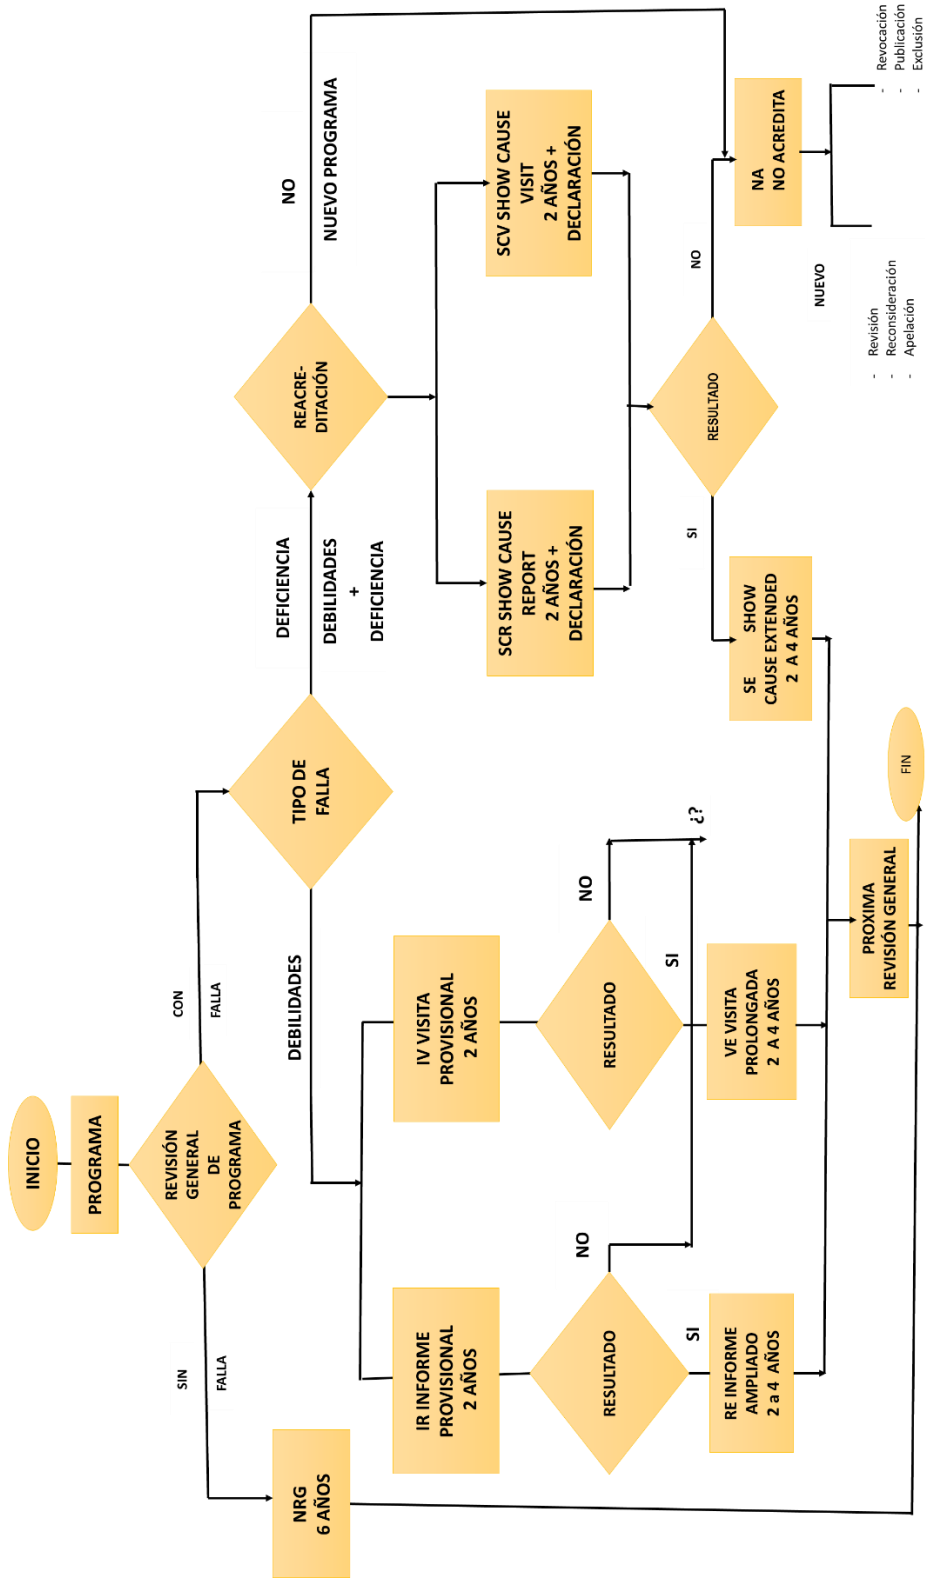 INICIO
PROGRAMA
REVISIÓN
GENERAL
DE
PROGRAMA
SIN
FALLA
CON
FALLA
NRG
6 AÑOS
TIPO DE
FALLA
DEBILIDADES
DEFICIENCIA
DEBILIDADES
+
DEFICIENCIA
IR INFORME
PROVISIONAL
2 AÑOS
IV VISITA
PROVISIONAL
2 AÑOS
RESULTADO
NO
SI
RESULTADO
NO
SI
¿?
RE INFORME
AMPLIADO
2 a 4 AÑOS
VE VISITA
PROLONGADA
2 A 4 AÑOS
REACRE-
DITACIÓN
NO
NUEVO PROGRAMA
SCR SHOW CAUSE
REPORT
2 AÑOS +
DECLARACIÓN
SCV SHOW CAUSE
VISIT
2 AÑOS +
DECLARACIÓN
RESULTADO
SI
NO
SE SHOW
CAUSE EXTENDED
2 A 4 AÑOS
NA
NO ACREDITA
NUEVO
- Revisión
- Reconsideración
- Apelación
- Revocación
- Publicación
- Exclusión
PROXIMA
REVISIÓN GENERAL
FIN